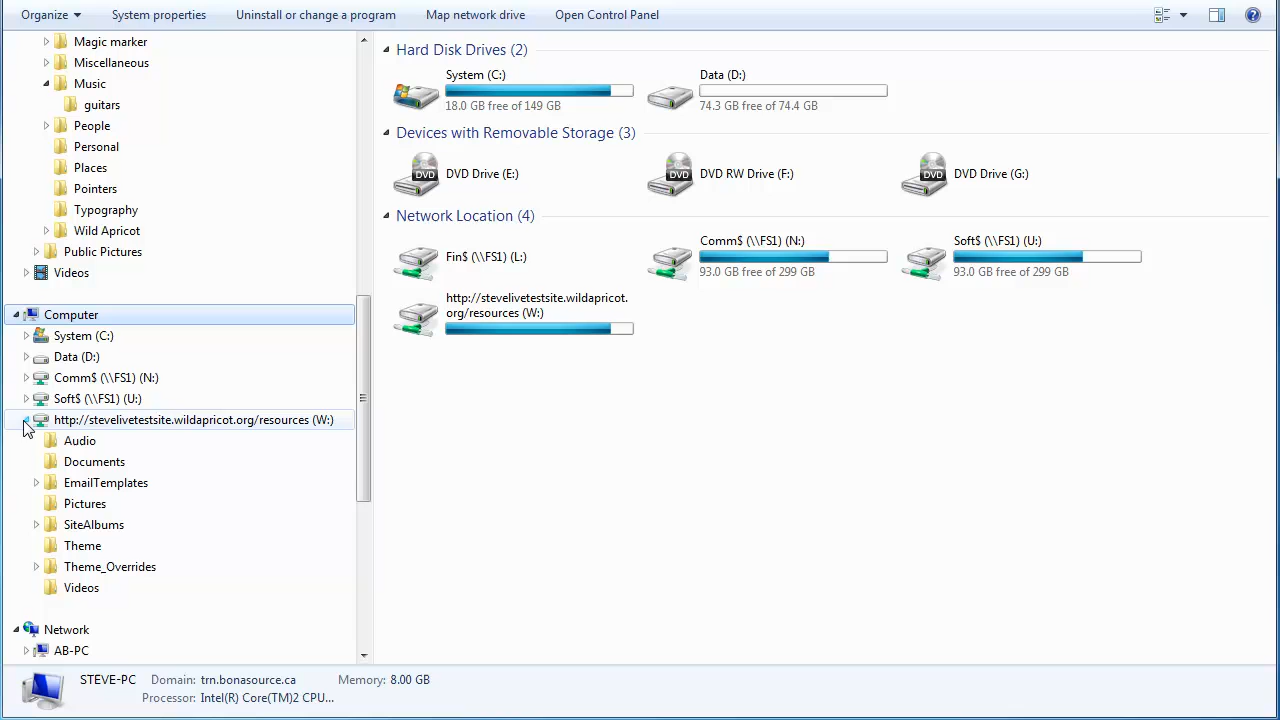 Organize
System properties
Uninstall or change a program
Map network drive
Open Control Panel
Magic marker
Miscellaneous
Music
guitars
People
Personal
Places
Pointers
Typography
Wild Apricot
Public Pictures
Videos
Computer
System (C:)
Data (D:)
Comm$ (\\FS1) (N:)
Soft$ (\\FS1) (U:)
http://stevelivetestsite.wildapricot.org/resources (W:)
Audio
Documents
EmailTemplates
Pictures
SiteAlbums
Theme
Theme_Overrides
Videos
Network
AB-PC
Hard Disk Drives (2)
System (C:)
18.0 GB free of 149 GB
Data (D:)
74.3 GB free of 74.4 GB
Devices with Removable Storage (3)
DVD
DVD Drive (E:)
DVD
DVD RW Drive (F:)
DVD
DVD Drive (G:)
Network Location (4)
Fin$ (\\FS1) (L:)
Comm$ (\\FS1) (N:)
93.0 GB free of 299 GB
Soft$ (\\FS1) (U:)
93.0 GB free of 299 GB
http://stevelivetestsite.wildapricot.
org/resources (W:)
STEVE-PC
Domain: trn.bonasource.ca
Memory: 8.00 GB
Processor: Intel(R) Core(TM)2 CPU...